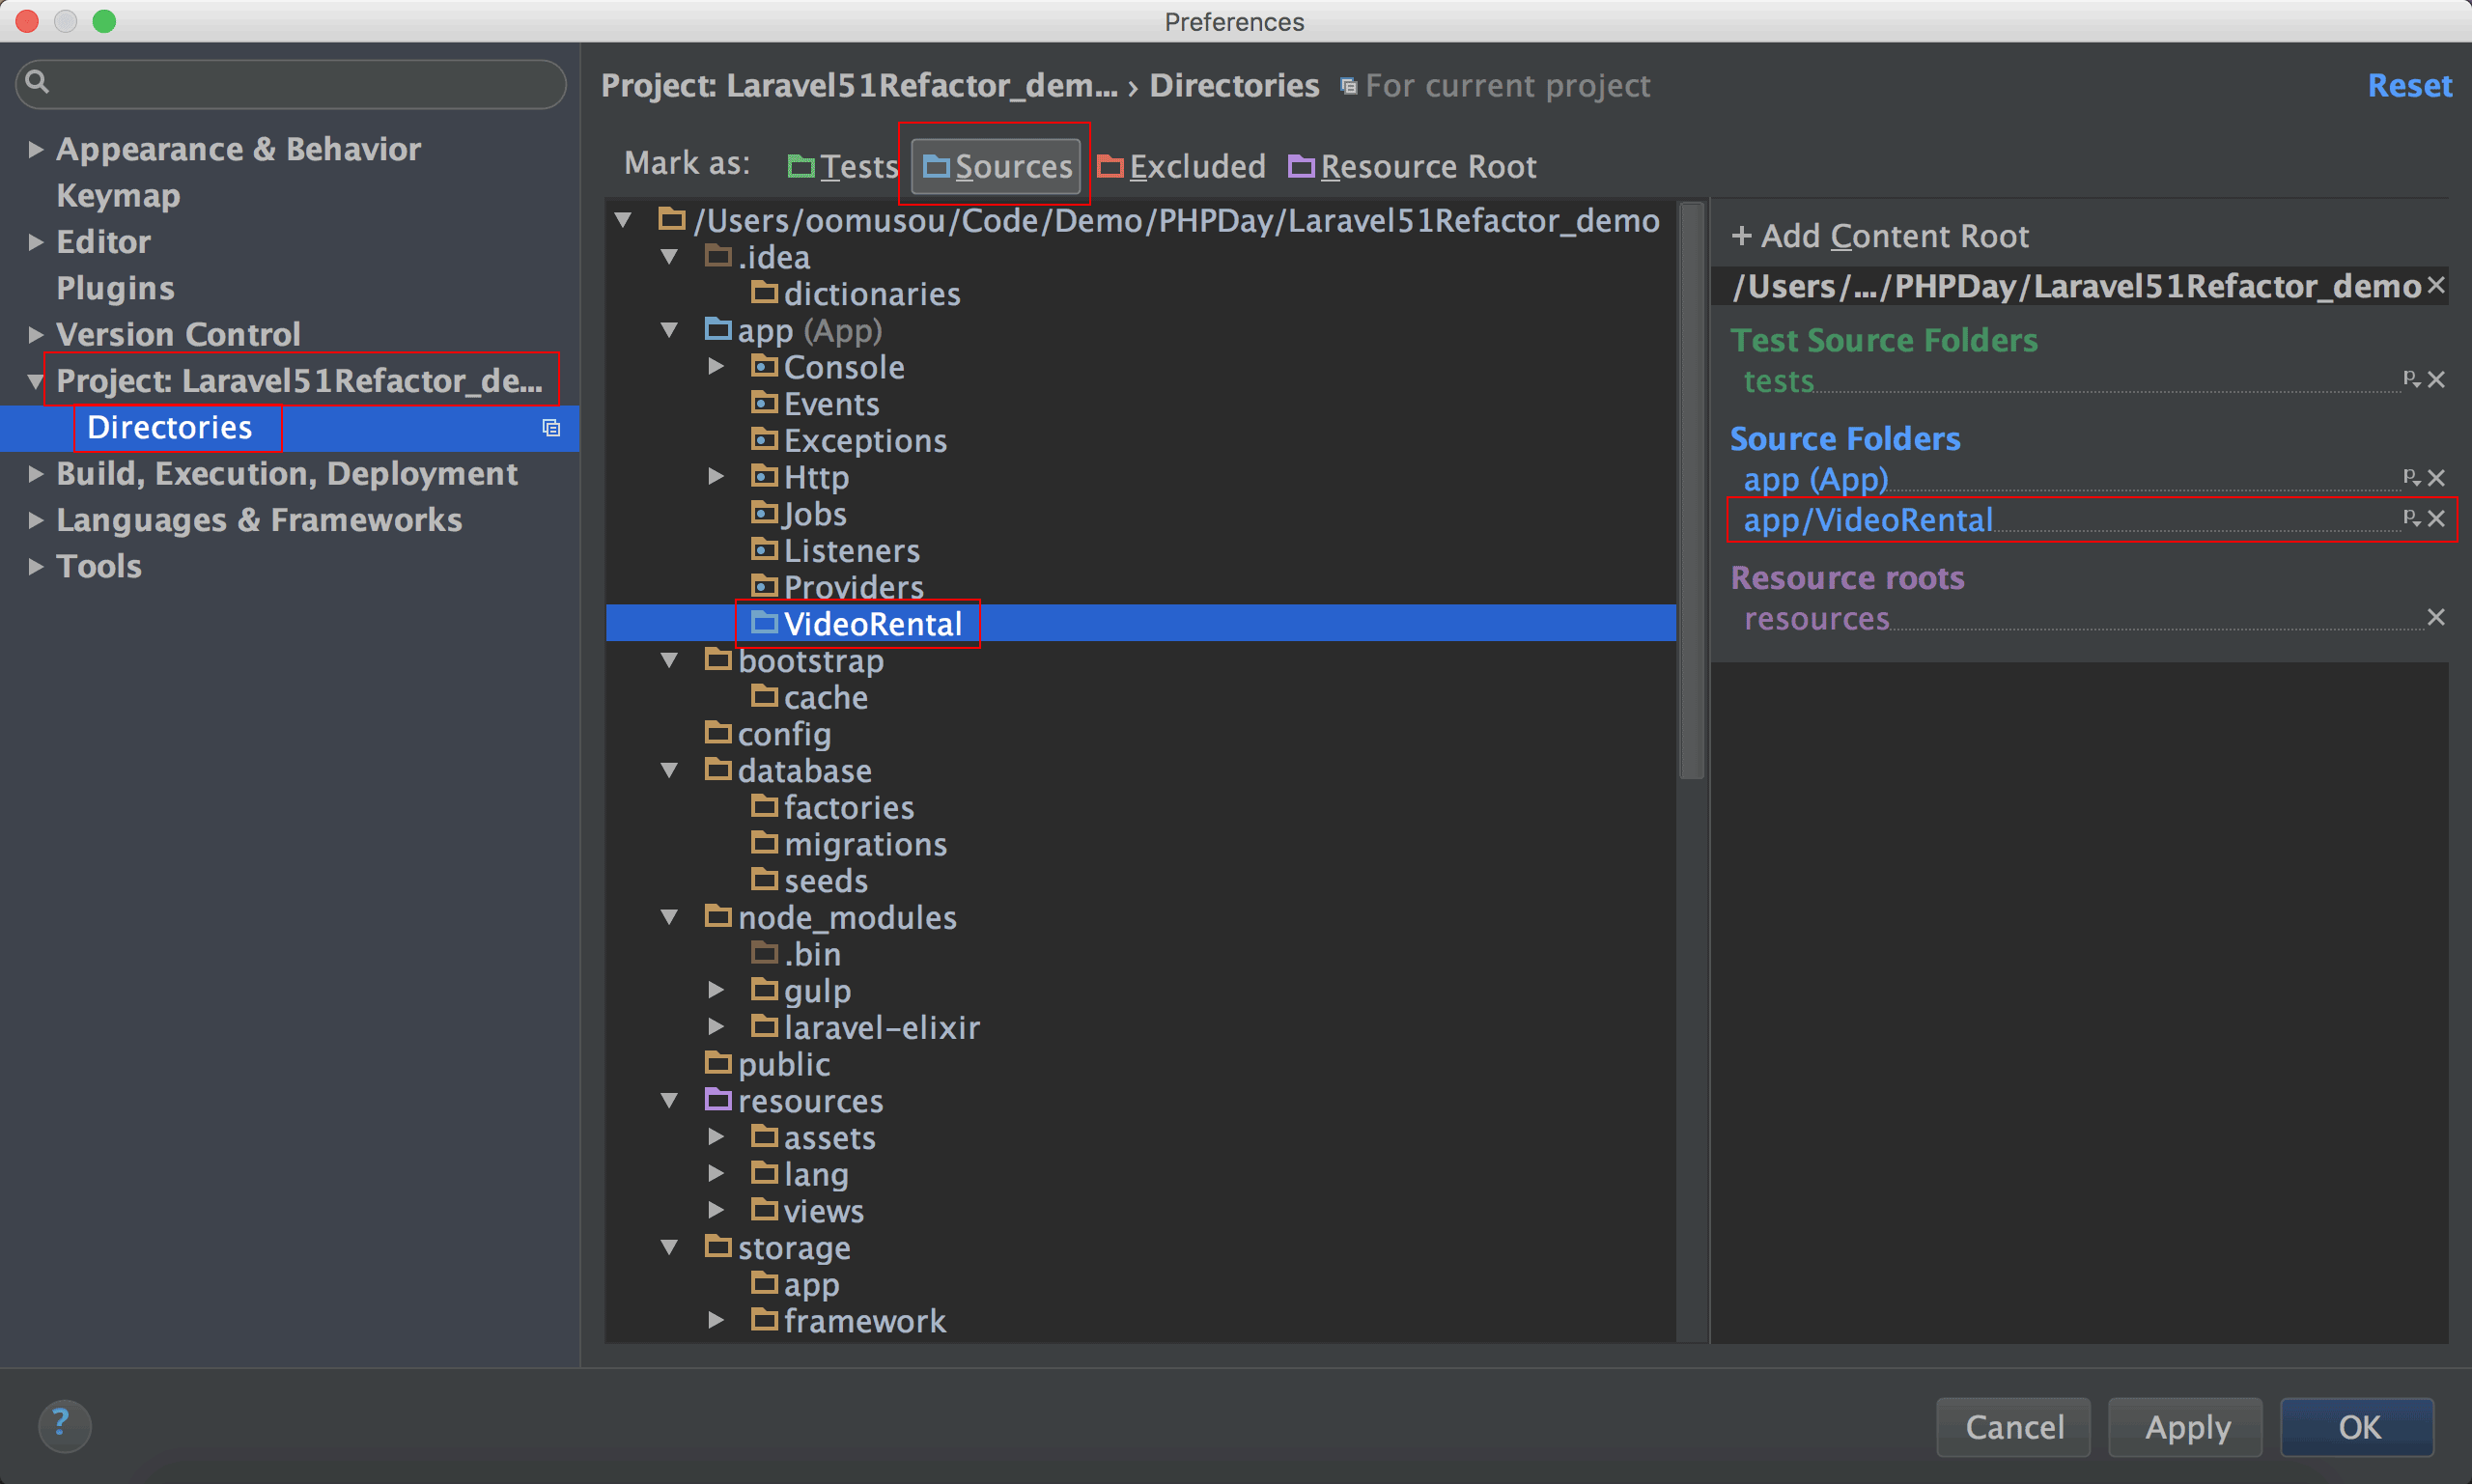 Preferences
Appearance & Behavior
Keymap
Editor
Plugins
Version Control
Project: Laravel51Refactor_de...
Directories
Build, Execution, Deployment
Languages & Frameworks
Tools
Project: Laravel51Refactor_dem... › Directories For current project
Reset
Mark as: Tests Sources Excluded Resource Root
/Users/oomusou/Code/Demo/PHPDay/Laravel51Refactor_demo
.idea
dictionaries
app (App)
Console
Events
Exceptions
Http
Jobs
Listeners
Providers
VideoRental
bootstrap
cache
config
database
factories
migrations
seeds
node_modules
.bin
gulp
laravel-elixir
public
resources
assets
lang
views
storage
app
framework
+ Add Content Root
/Users/.../PHPDay/Laravel51Refactor_demo
Test Source Folders
tests
Source Folders
app (App)
app/VideoRental
Resource roots
resources
?
Cancel
Apply
OK